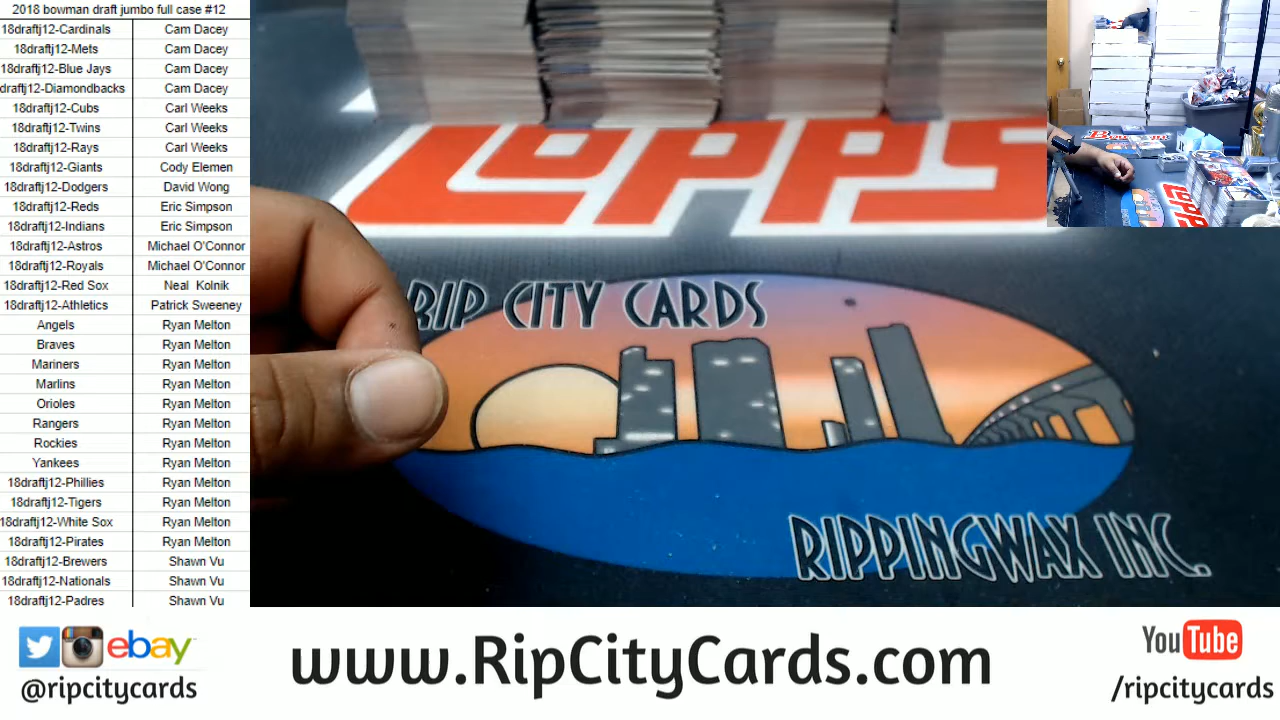 2018 bowman draft jumbo full case #12
18draftj12-Cardinals Cam Dacey
18draftj12-Mets Cam Dacey
18draftj12-Blue Jays Cam Dacey
draftj12-Diamondbacks Cam Dacey
18draftj12-Cubs Carl Weeks
18draftj12-Twins Carl Weeks
18draftj12-Rays Carl Weeks
18draftj12-Giants Cody Elemen
18draftj12-Dodgers David Wong
18draftj12-Reds Eric Simpson
18draftj12-Indians Eric Simpson
18draftj12-Astros Michael O'Connor
18draftj12-Royals Michael O'Connor
18draftj12-Red Sox Neal Kolnik
18draftj12-Athletics Patrick Sweeney
Angels Ryan Melton
Braves Ryan Melton
Mariners Ryan Melton
Marlins Ryan Melton
Orioles Ryan Melton
Rangers Ryan Melton
Rockies Ryan Melton
Yankees Ryan Melton
18draftj12-Phillies Ryan Melton
18draftj12-Tigers Ryan Melton
18draftj12-White Sox Ryan Melton
18draftj12-Pirates Ryan Melton
18draftj12-Brewers Shawn Vu
18draftj12-Nationals Shawn Vu
18draftj12-Padres Shawn Vu
TOPPS
RIP CITY CARDS
RIPPINGWAX INC.
TOPPS
ebay
@ripcitycards
www.RipCityCards.com
YouTube
/ripcitycards